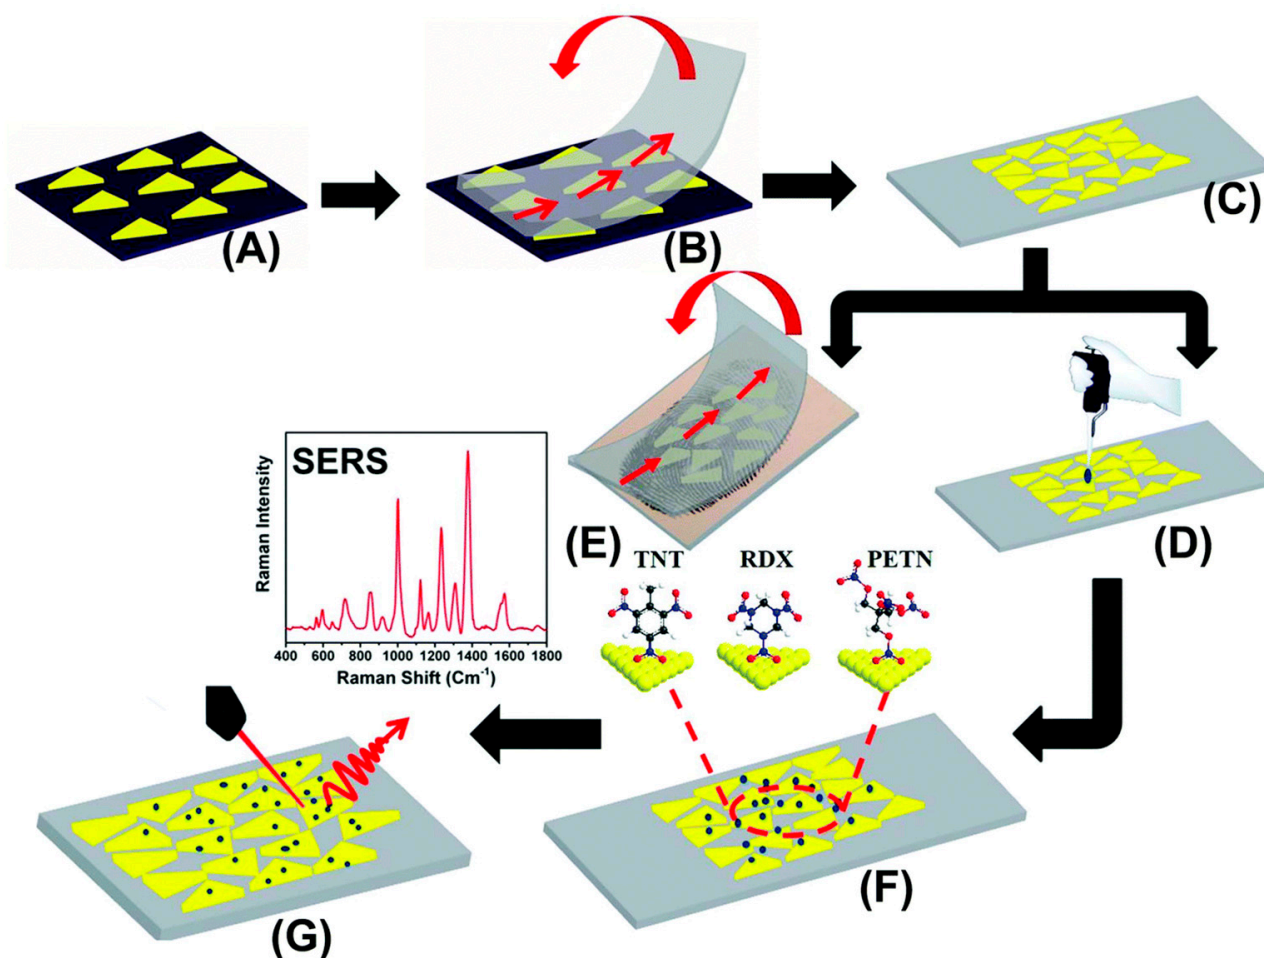 (A)
(B)
(C)
(E)
(D)
SERS
Raman Intensity
400 600 800 1000 1200 1400 1600 1800
Raman Shift (Cm⁻¹)
TNT RDX PETN
(F)
(G)